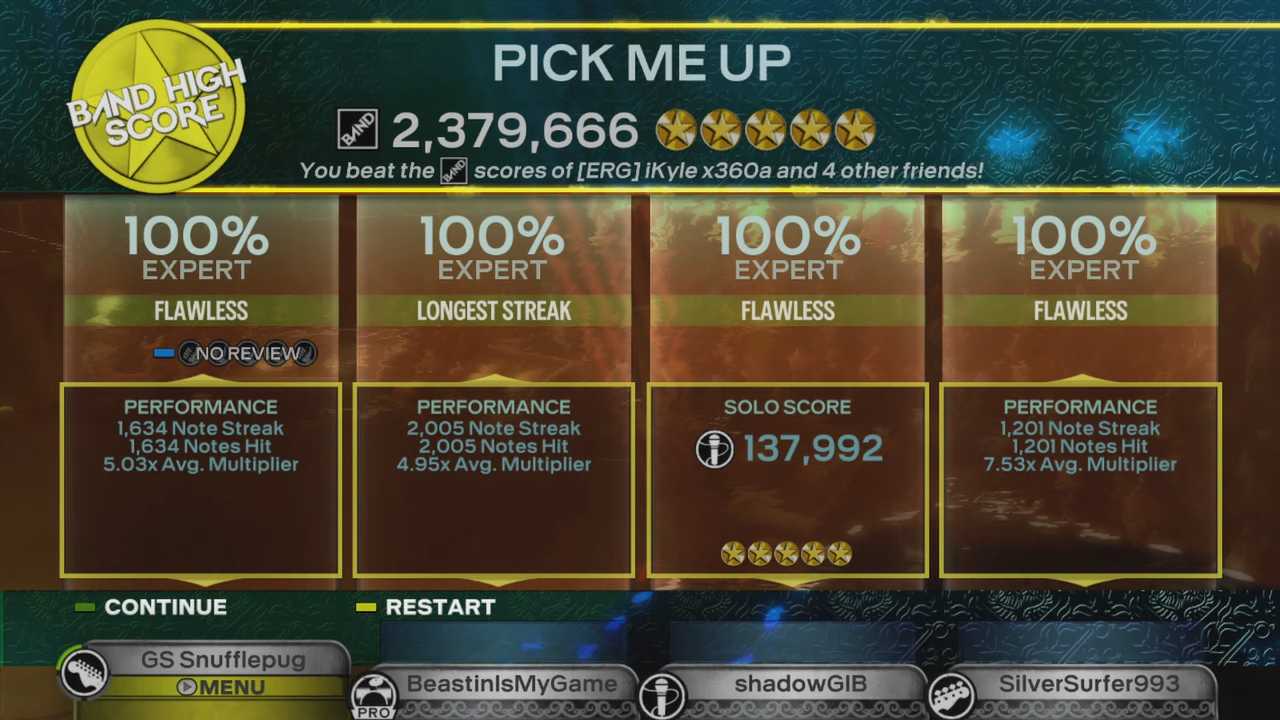 BAND HIGH SCORE
PICK ME UP
BAND 2,379,666
You beat the BAND scores of [ERG] iKyle x360a and 4 other friends!
100% 100% 100% 100%
EXPERT EXPERT EXPERT EXPERT
FLAWLESS LONGEST STREAK FLAWLESS FLAWLESS
NO REVIEW
PERFORMANCE
1,634 Note Streak
1,634 Notes Hit
5.03x Avg. Multiplier
PERFORMANCE
2,005 Note Streak
2,005 Notes Hit
4.95x Avg. Multiplier
SOLO SCORE
137,992
PERFORMANCE
1,201 Note Streak
1,201 Notes Hit
7.53x Avg. Multiplier
CONTINUE RESTART
GS Snufflepug
MENU
BeastinIsMyGame
PRO
shadowGIB
SilverSurfer993